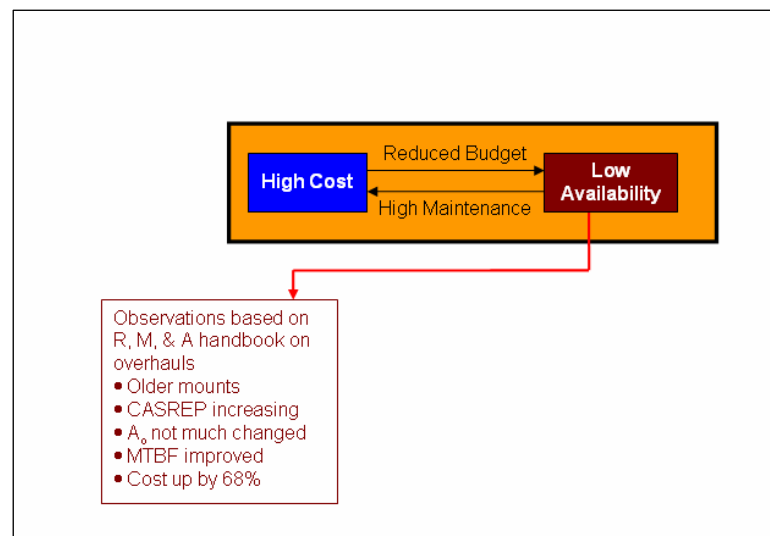 Reduced Budget
High Cost
Low
Availability
High Maintenance
Observations based on
R, M, & A handbook on
overhauls
• Older mounts
• CASREP increasing
• Ao not much changed
• MTBF improved
• Cost up by 68%